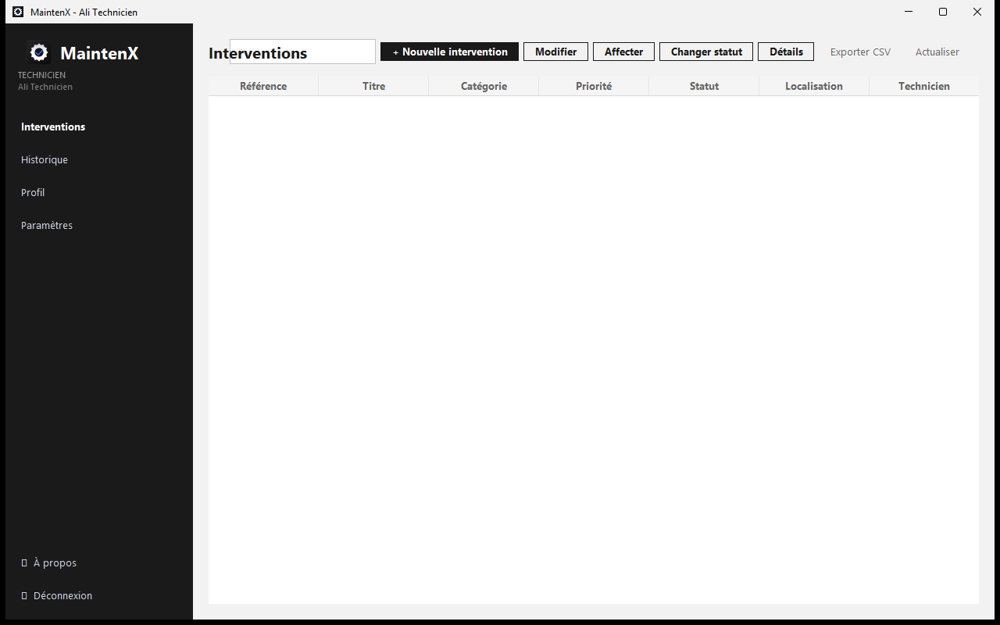 MaintenX - Ali Technicien
MaintenX
TECHNICIEN
Ali Technicien
Interventions
Historique
Profil
Paramètres
À propos
Déconnexion
Interventions
+ Nouvelle intervention
Modifier
Affecter
Changer statut
Détails
Exporter CSV
Actualiser
Référence
Titre
Catégorie
Priorité
Statut
Localisation
Technicien